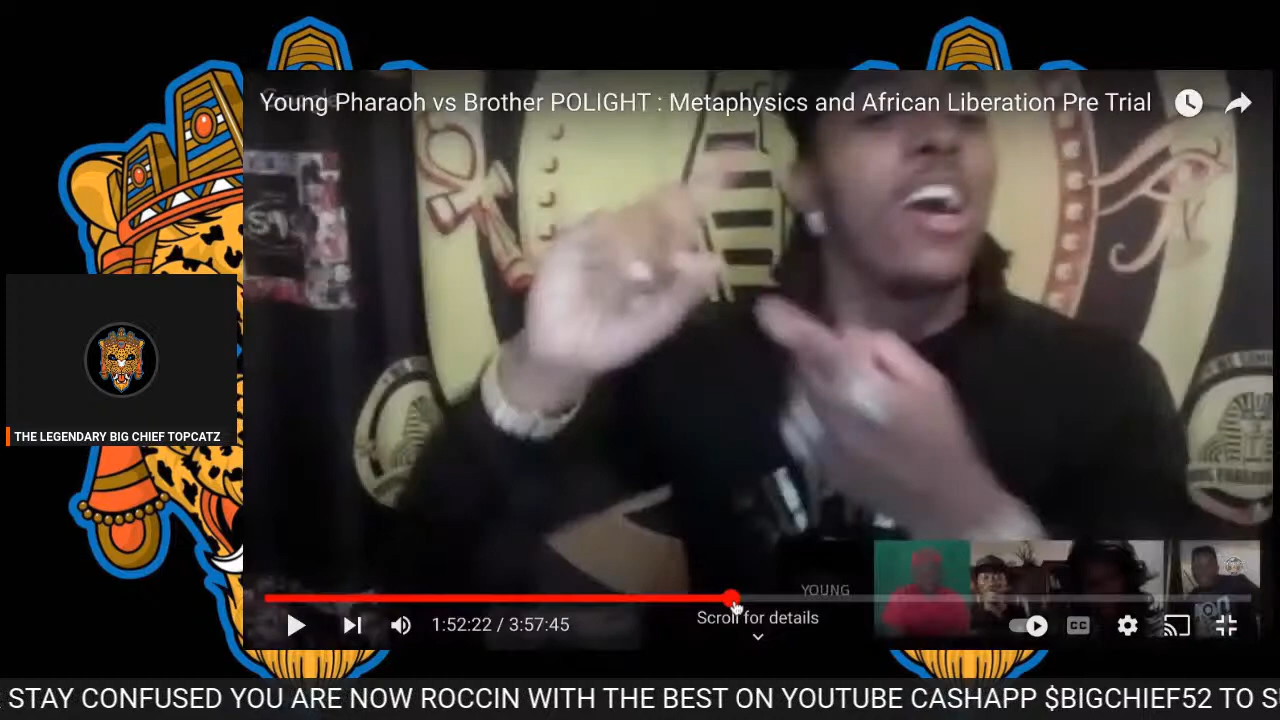 Young Pharaoh vs Brother POLIGHT : Metaphysics and African Liberation Pre Trial
THE LEGENDARY BIG CHIEF TOPCATZ
YOUNG
1:52:22 / 3:57:45
Scroll for details
CC
STAY CONFUSED YOU ARE NOW ROCCIN WITH THE BEST ON YOUTUBE CASHAPP $BIGCHIEF52 TO